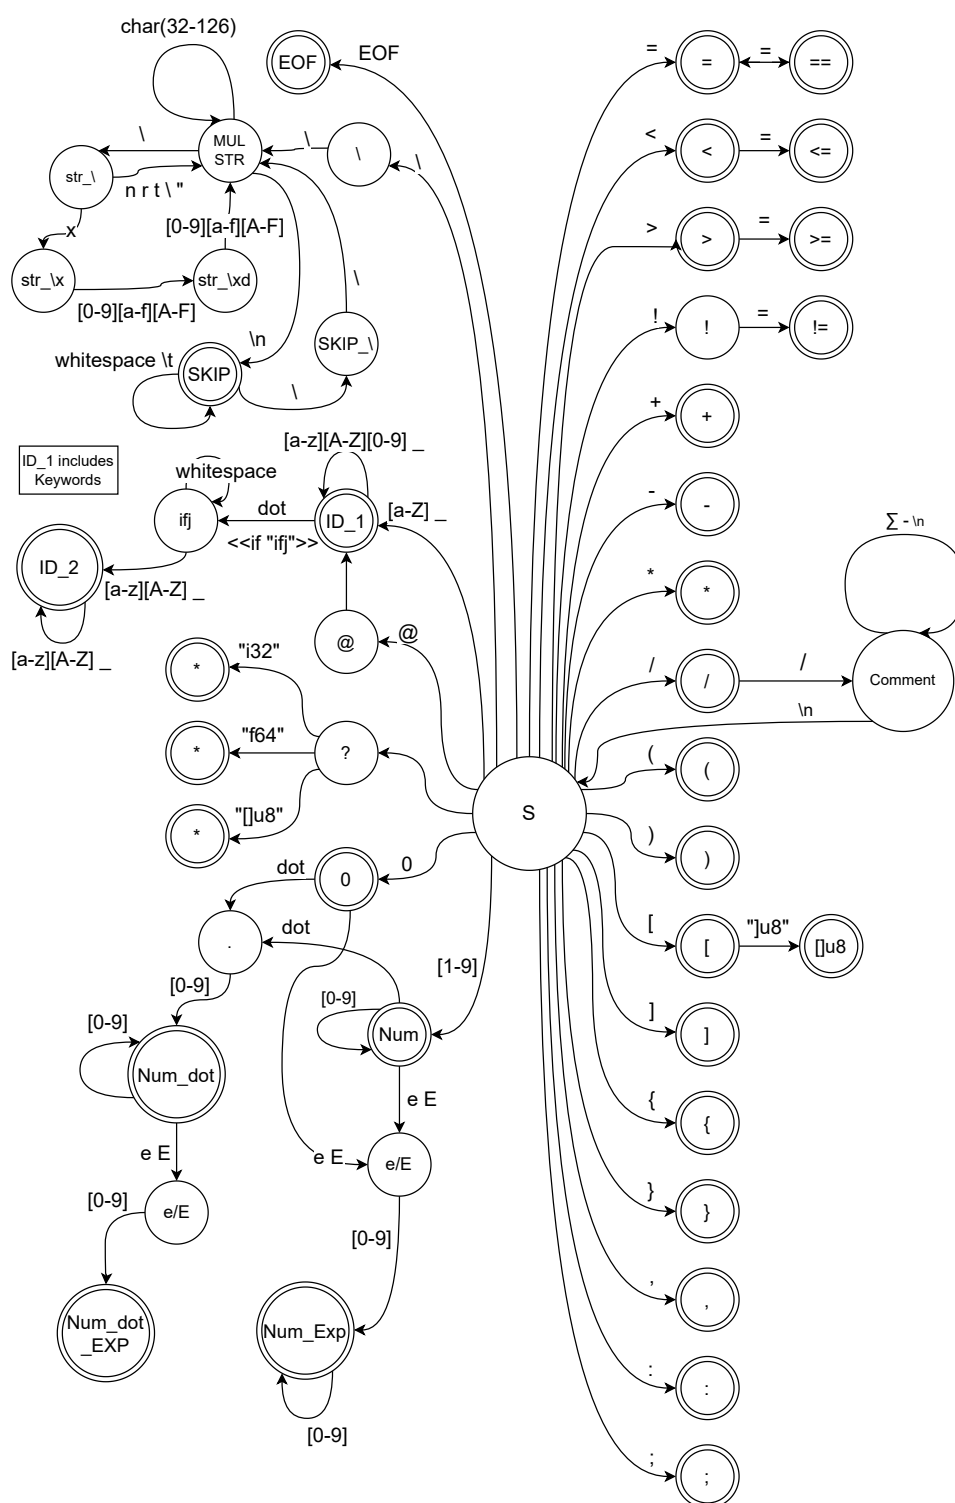 char(32-126)
EOF
EOF
=
=
=
==
\
MUL
STR
\
\
\
<
<
=
<=
str_\
n r t \ "
x
[0-9][a-f][A-F]
>
>
=
>=
str_\x
str_\xd
[0-9][a-f][A-F]
\
!
!
=
!=
\n
SKIP_\
whitespace \t
SKIP
\
+
+
[a-z][A-Z][0-9] _
ID_1 includes
Keywords
whitespace
ifj
dot
<<if "ifj">>
ID_1
[a-Z] _
-
-
Σ - \n
ID_2
[a-z][A-Z] _
*
*
[a-z][A-Z] _
@
@
*
"i32"
/
/
/
Comment
\n
*
"f64"
?
(
(
*
"[]u8"
S
)
)
dot
0
0
.
dot
[
[
"]u8"
[]u8
[1-9]
[0-9]
[0-9]
[0-9]
Num
]
]
Num_dot
e E
{
{
e E
e E
e/E
[0-9]
e/E
}
}
[0-9]
,
,
Num_dot
_EXP
Num_Exp
:
:
[0-9]
;
;